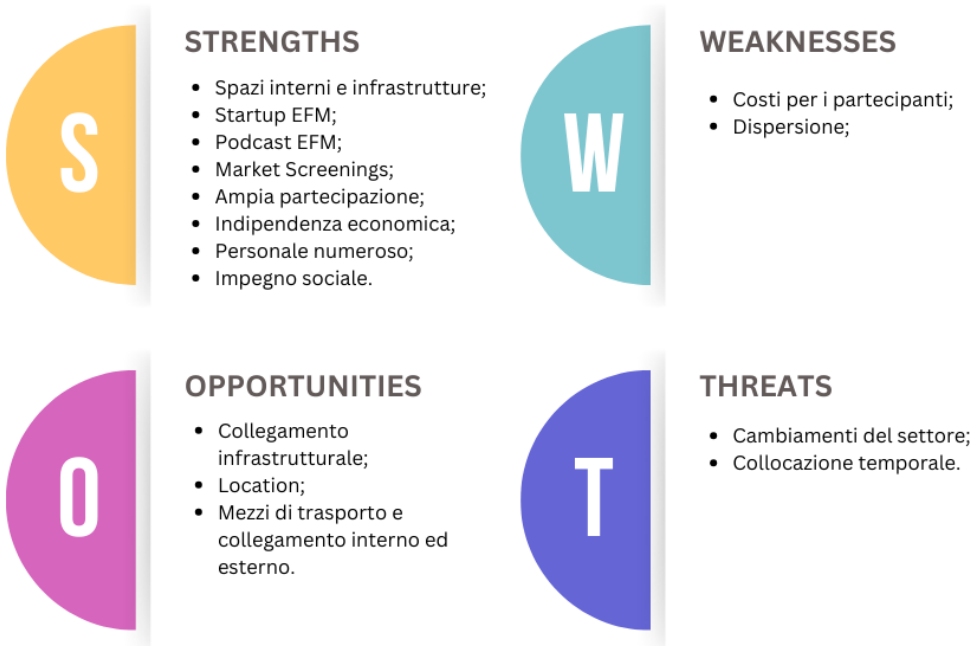 S
STRENGTHS
• Spazi interni e infrastrutture;
• Startup EFM;
• Podcast EFM;
• Market Screenings;
• Ampia partecipazione;
• Indipendenza economica;
• Personale numeroso;
• Impegno sociale.
W
WEAKNESSES
• Costi per i partecipanti;
• Dispersione;
O
OPPORTUNITIES
• Collegamento
infrastrutturale;
• Location;
• Mezzi di trasporto e
collegamento interno ed
esterno.
T
THREATS
• Cambiamenti del settore;
• Collocazione temporale.